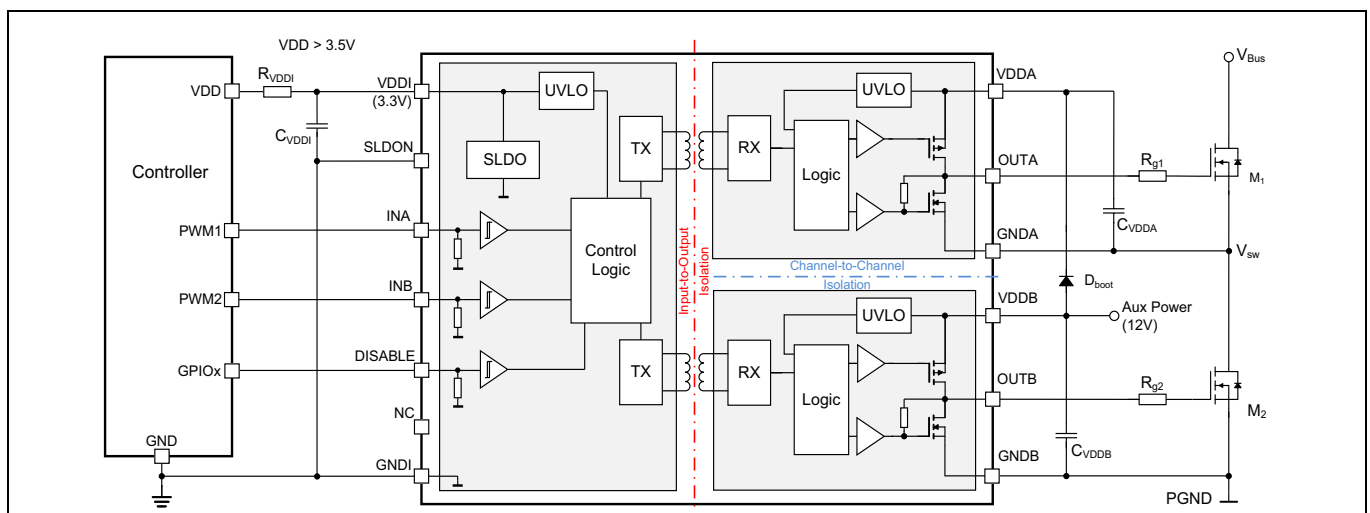 VDD > 3.5V
Controller
VDD
PWM1
PWM2
GPIOx
GND
RVDDI
CVDDI
VDDI
(3.3V)
SLDON
INA
INB
DISABLE
NC
GNDI
UVLO
SLDO
TX
Control
Logic
TX
Input-to-Output
Isolation
Channel-to-Channel
Isolation
RX
UVLO
Logic
RX
UVLO
Logic
VDDA
OUTA
GNDA
VDDB
OUTB
GNDB
VBus
Rg1
M1
CVDDA
Vsw
Dboot
Aux Power
(12V)
Rg2
M2
CVDDB
PGND